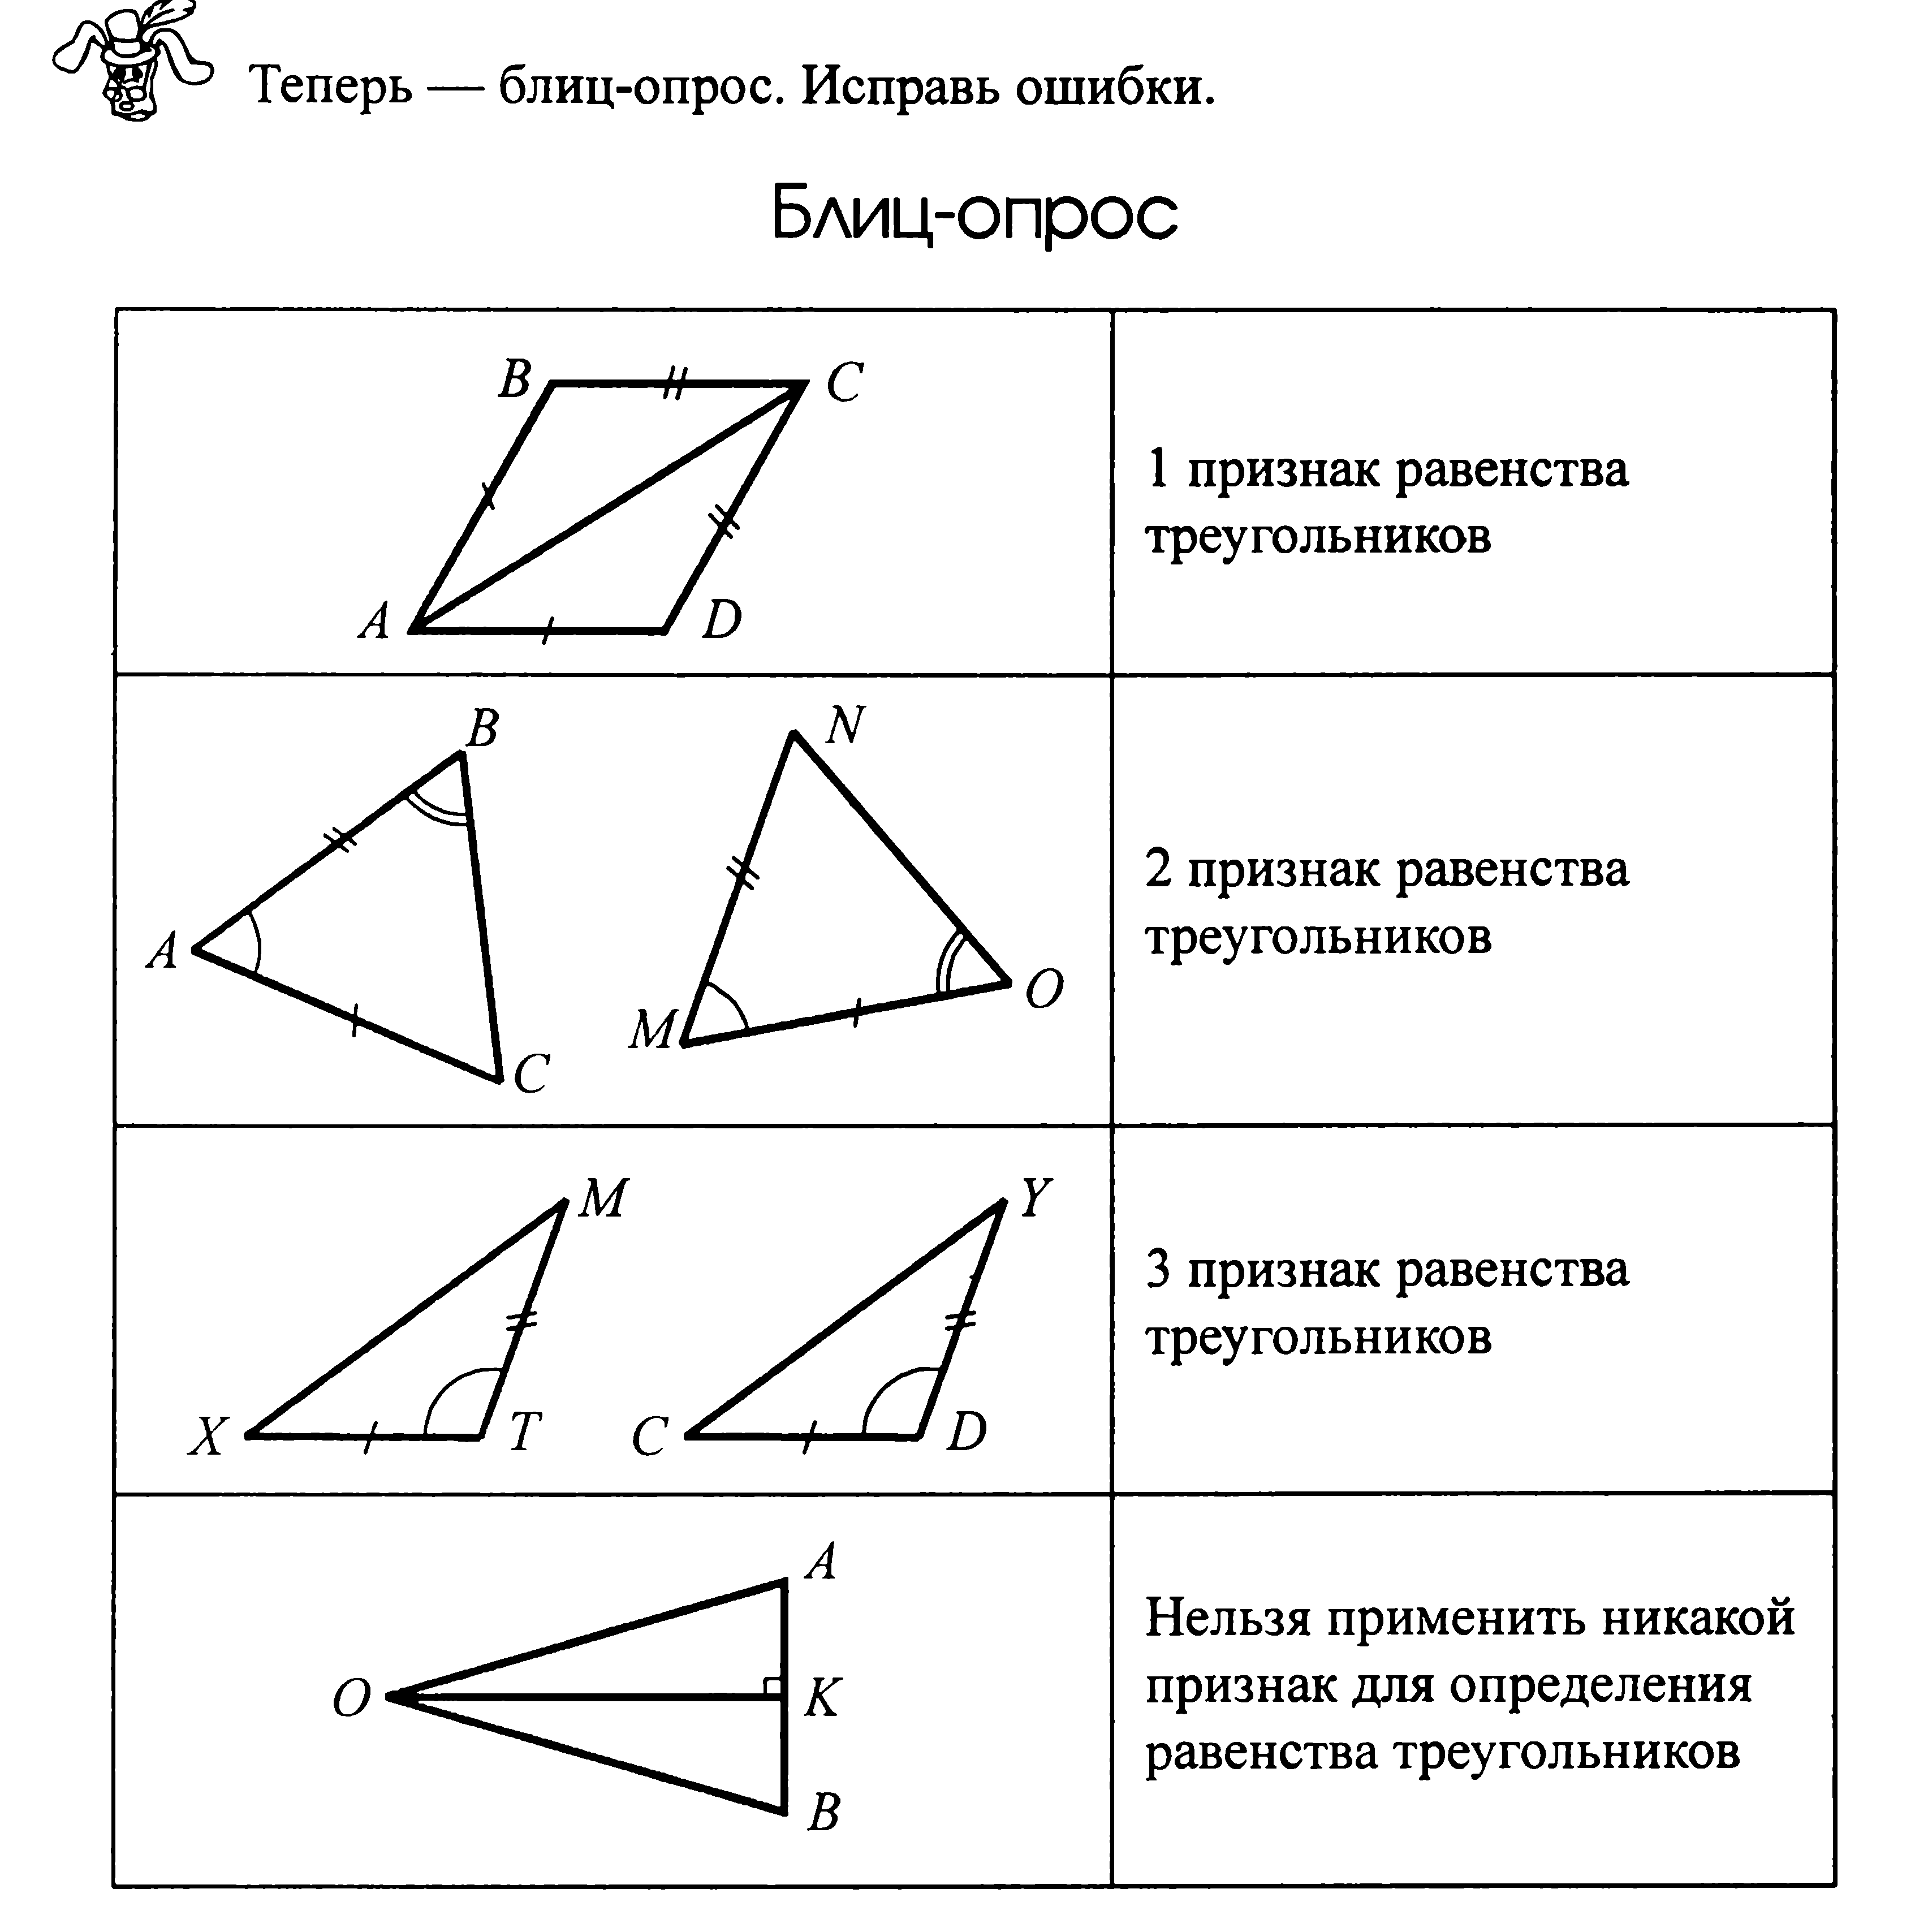 Теперь — блиц-опрос. Исправь ошибки.
Блиц-опрос
B
C
A
D
1 признак равенства
треугольников
B
N
A
M
O
C
2 признак равенства
треугольников
M
Y
X
T
C
D
3 признак равенства
треугольников
A
O
K
B
Нельзя применить никакой
признак для определения
равенства треугольников